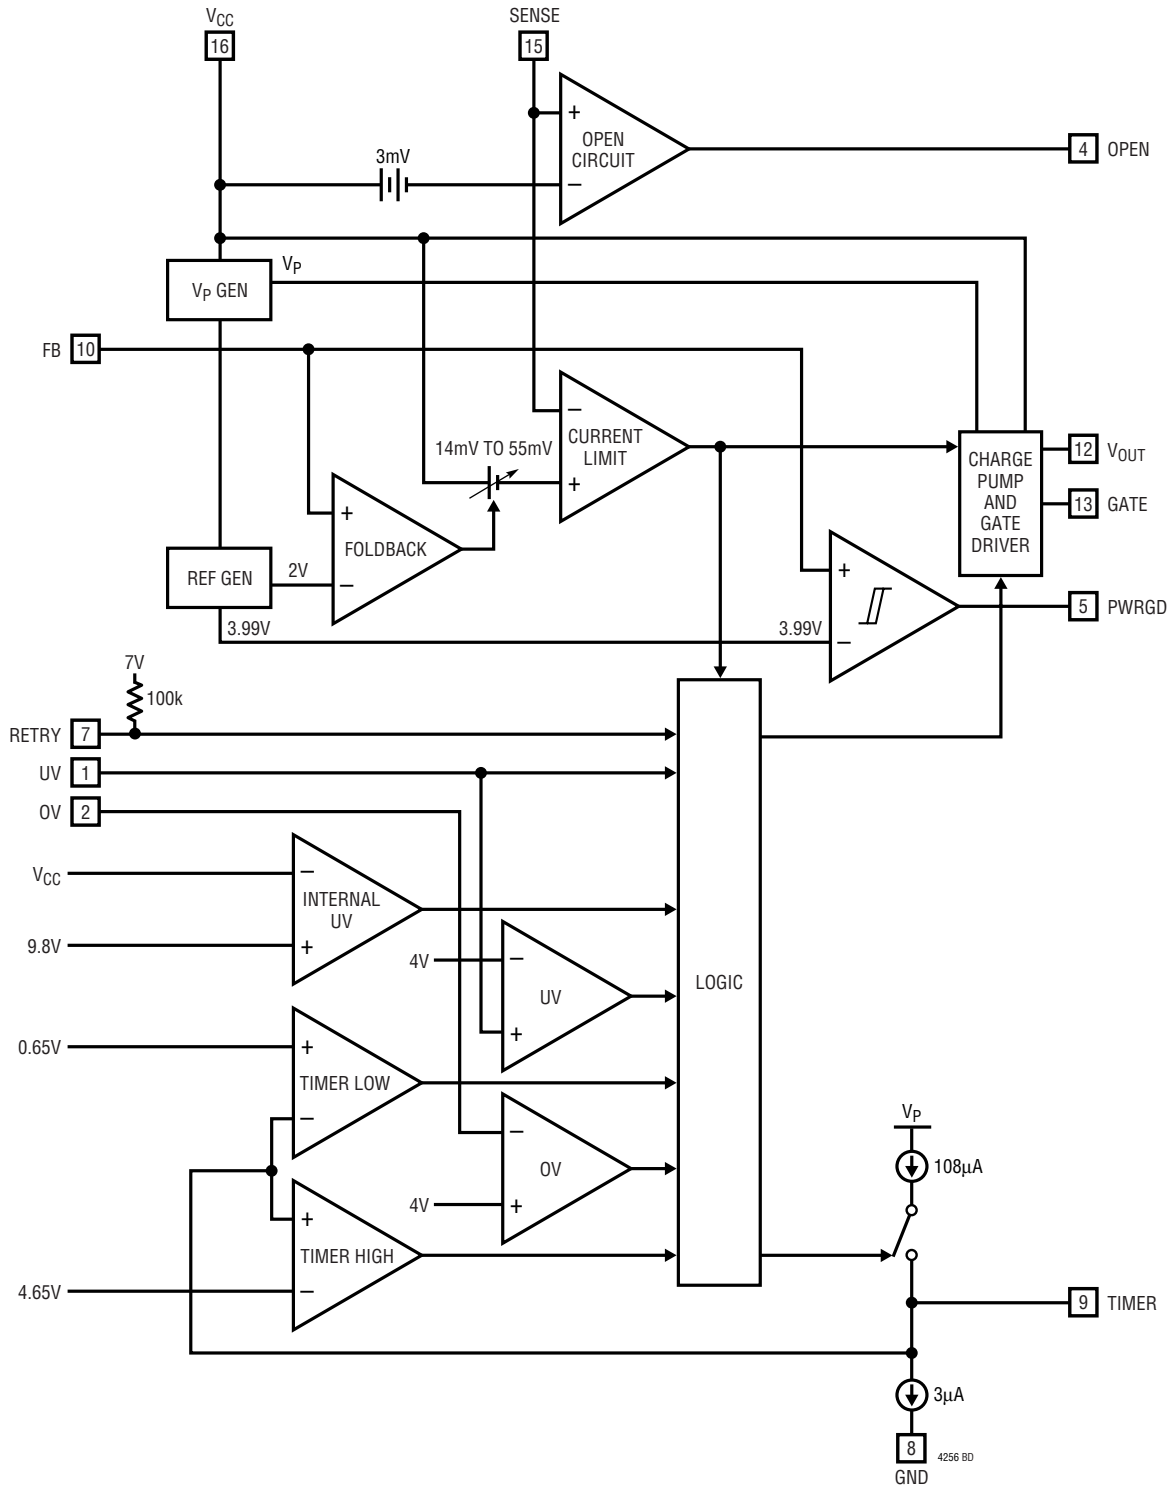 VCC
16
SENSE
15
+
OPEN
CIRCUIT
−
3mV
4
OPEN
VP
VP GEN
FB
10
14mV TO 55mV
−
CURRENT
LIMIT
+
CHARGE
PUMP
AND
GATE
DRIVER
12
VOUT
13
GATE
+
FOLDBACK
−
REF GEN
2V
3.99V
3.99V
+
−
5
PWRGD
7V
100k
RETRY
7
UV
1
OV
2
VCC
−
INTERNAL
UV
+
9.8V
4V
−
UV
+
LOGIC
0.65V
+
TIMER LOW
−
−
OV
+
4V
+
TIMER HIGH
−
4.65V
VP
108µA
9
TIMER
3µA
8
GND
4256 BD